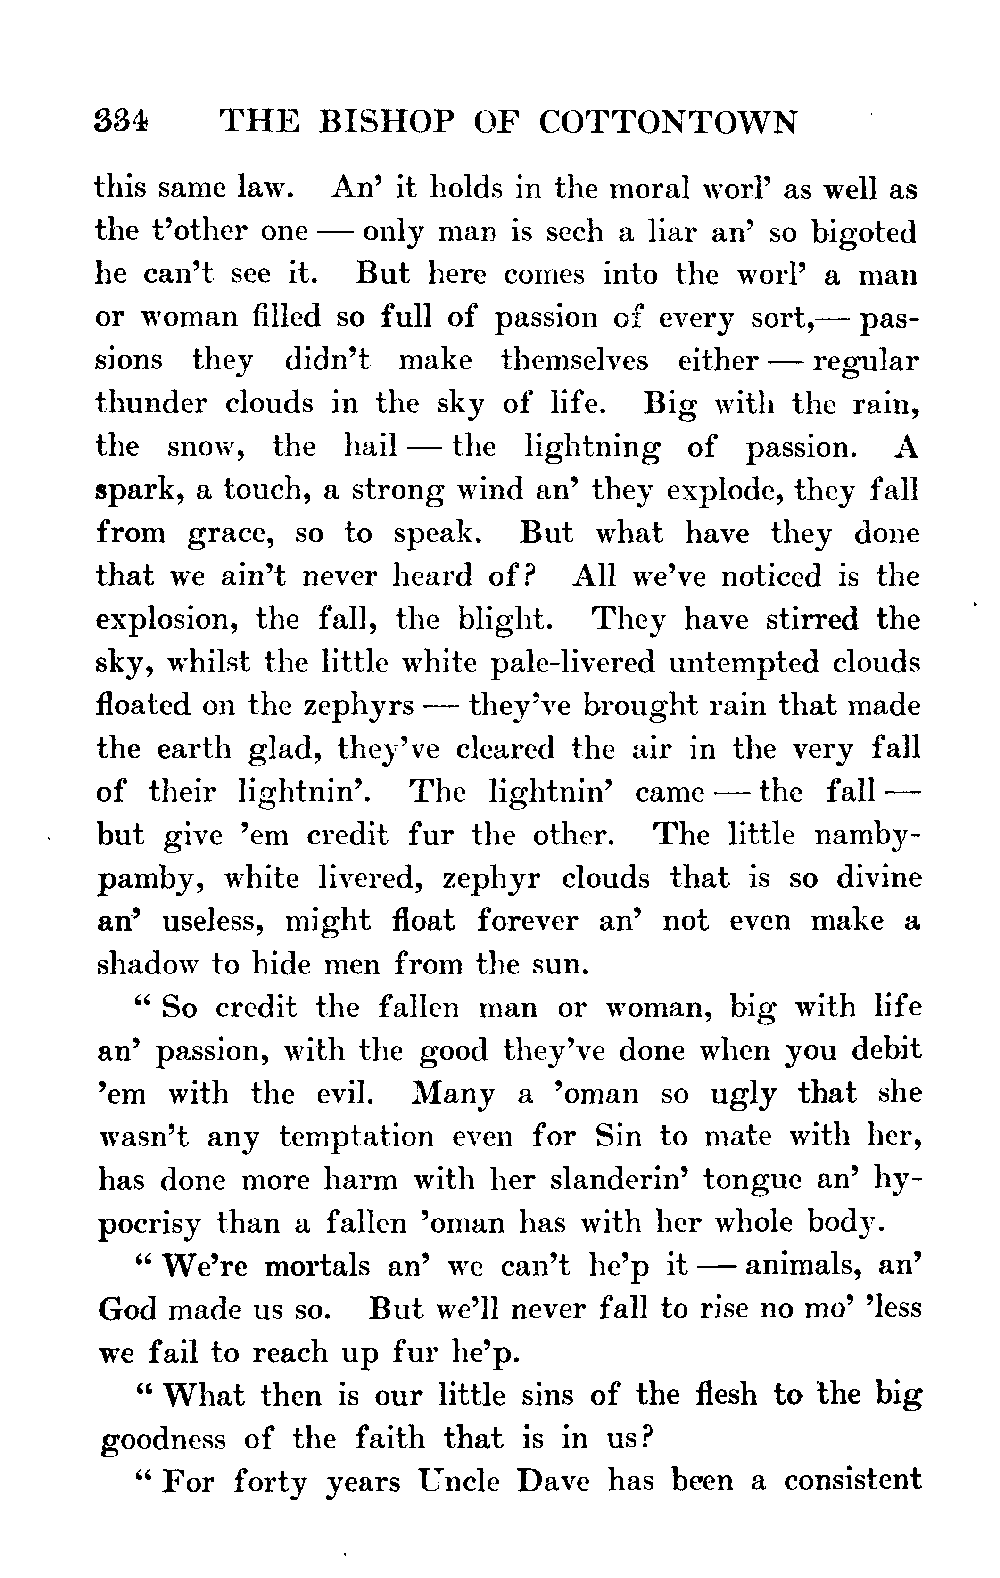 334 THE BISHOP OF COTTONTOWN
this same law. An' it holds in the moral worl' as well as
the t'other one — only man is sech a liar an' so bigoted
he can't see it. But here comes into the worl' a man
or woman filled so full of passion of every sort,— pas-
sions they didn't make themselves either — regular
thunder clouds in the sky of life. Big with the rain,
the snow, the hail — the lightning of passion. A
spark, a touch, a strong wind an' they explode, they fall
from grace, so to speak. But what have they done
that we ain't never heard of? All we've noticed is the
explosion, the fall, the blight. They have stirred the
sky, whilst the little white pale-livered untempted clouds
floated on the zephyrs — they've brought rain that made
the earth glad, they've cleared the air in the very fall
of their lightnin'. The lightnin' came — the fall —
but give 'em credit fur the other. The little namby-
pamby, white livered, zephyr clouds that is so divine
an' useless, might float forever an' not even make a
shadow to hide men from the sun.
“ So credit the fallen man or woman, big with life
an' passion, with the good they've done when you debit
'em with the evil. Many a 'oman so ugly that she
wasn't any temptation even for Sin to mate with her,
has done more harm with her slanderin' tongue an' hy-
pocrisy than a fallen 'oman has with her whole body.
“ We're mortals an' we can't he'p it — animals, an'
God made us so. But we'll never fall to rise no mo' 'less
we fail to reach up fur he'p.
“ What then is our little sins of the flesh to the big
goodness of the faith that is in us?
“ For forty years Uncle Dave has been a consistent